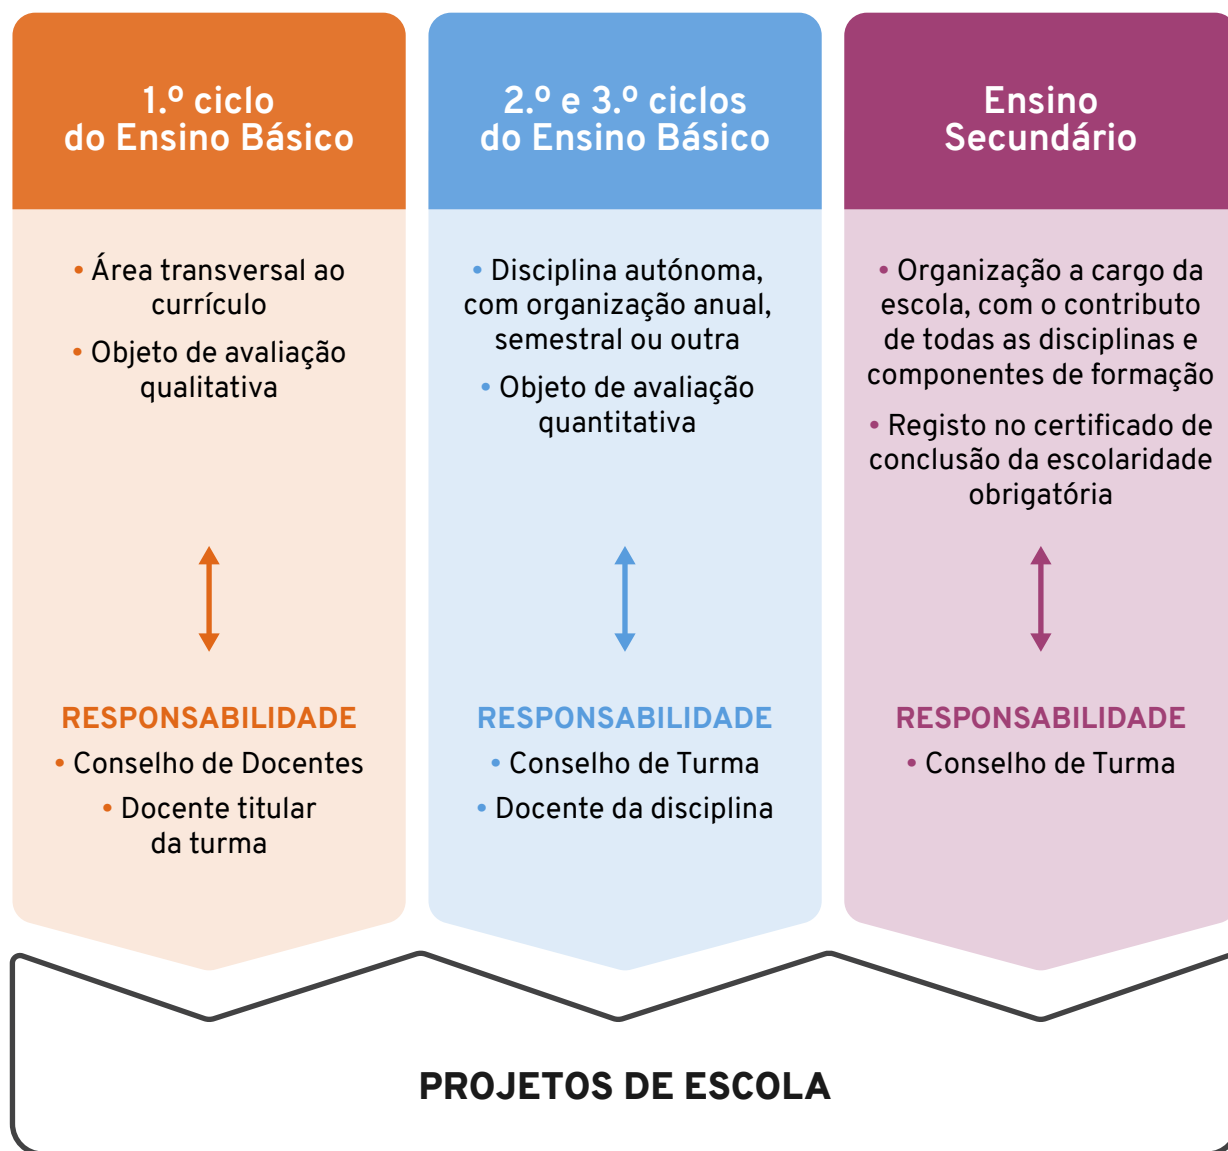 1.º ciclo
do Ensino Básico
• Área transversal ao
currículo
• Objeto de avaliação
qualitativa
RESPONSABILIDADE
• Conselho de Docentes
• Docente titular
da turma
2.º e 3.º ciclos
do Ensino Básico
• Disciplina autónoma,
com organização anual,
semestral ou outra
• Objeto de avaliação
quantitativa
RESPONSABILIDADE
• Conselho de Turma
• Docente da disciplina
Ensino
Secundário
• Organização a cargo da
escola, com o contributo
de todas as disciplinas e
componentes de formação
• Registo no certificado de
conclusão da escolaridade
obrigatória
RESPONSABILIDADE
• Conselho de Turma
PROJETOS DE ESCOLA